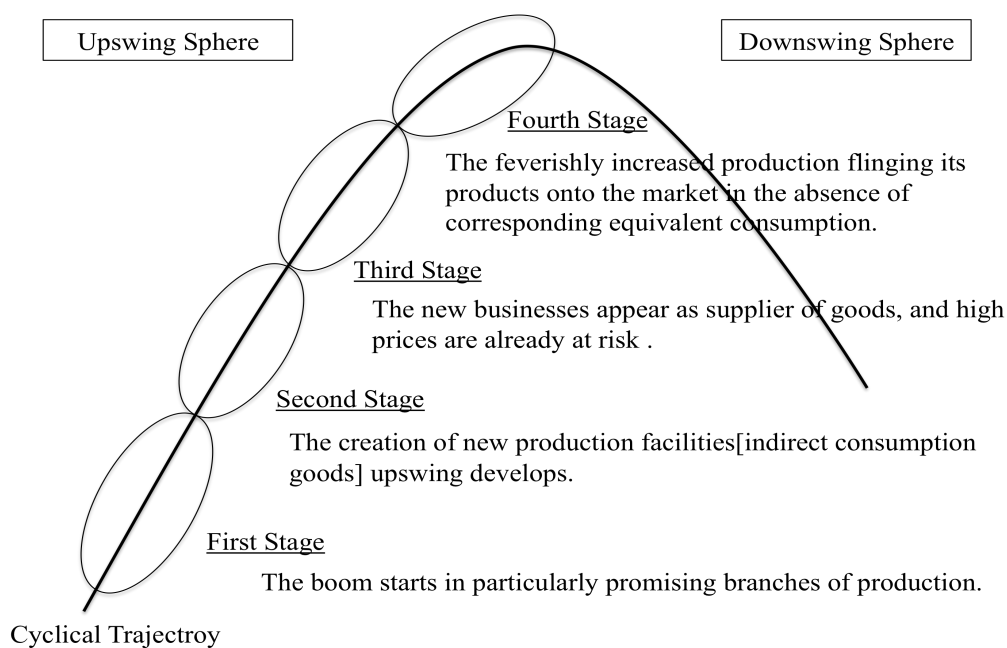 Upswing Sphere
Downswing Sphere
Fourth Stage
The feverishly increased production flinging its
products onto the market in the absence of
corresponding equivalent consumption.
Third Stage
The new businesses appear as supplier of goods, and high
prices are already at risk .
Second Stage
The creation of new production facilities[indirect consumption
goods] upswing develops.
First Stage
The boom starts in particularly promising branches of production.
Cyclical Trajectroy